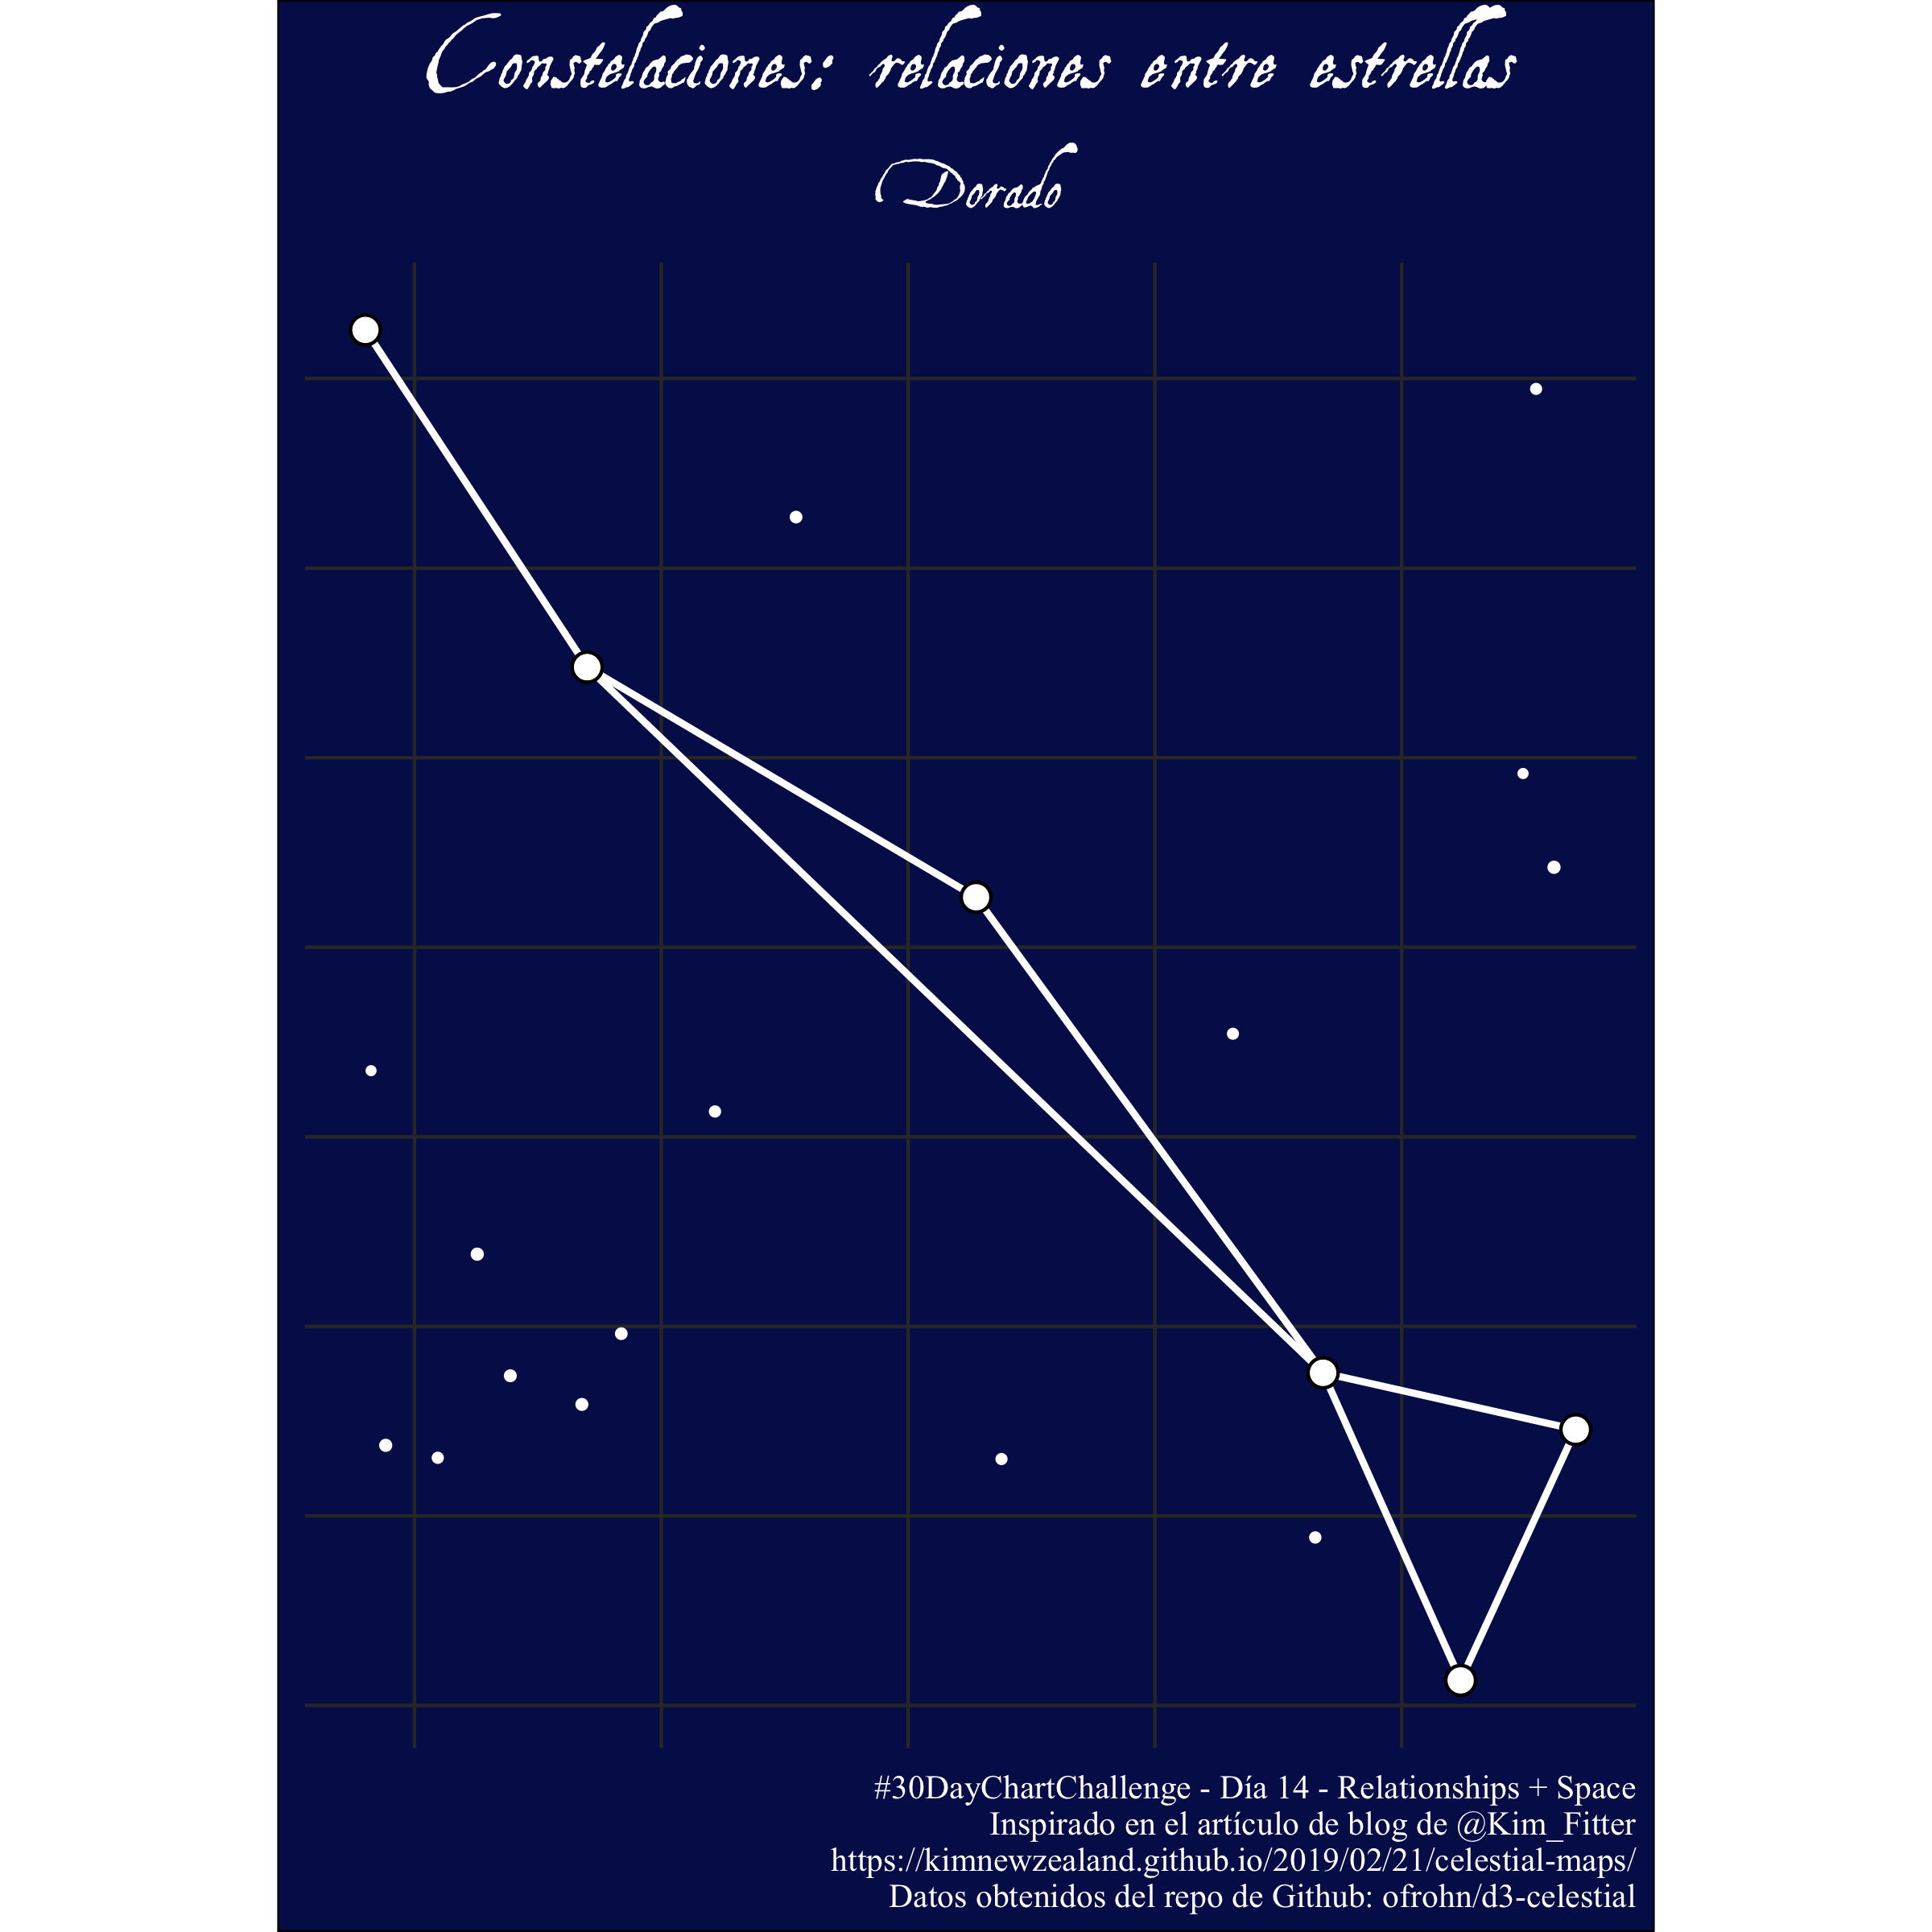 Constelaciones: relaciones entre estrellas
Dorado
#30DayChartChallenge - Día 14 - Relationships + Space
Inspirado en el artículo de blog de @Kim_Fitter
https://kimnewzealand.github.io/2019/02/21/celestial-maps/
Datos obtenidos del repo de Github: ofrohn/d3-celestial